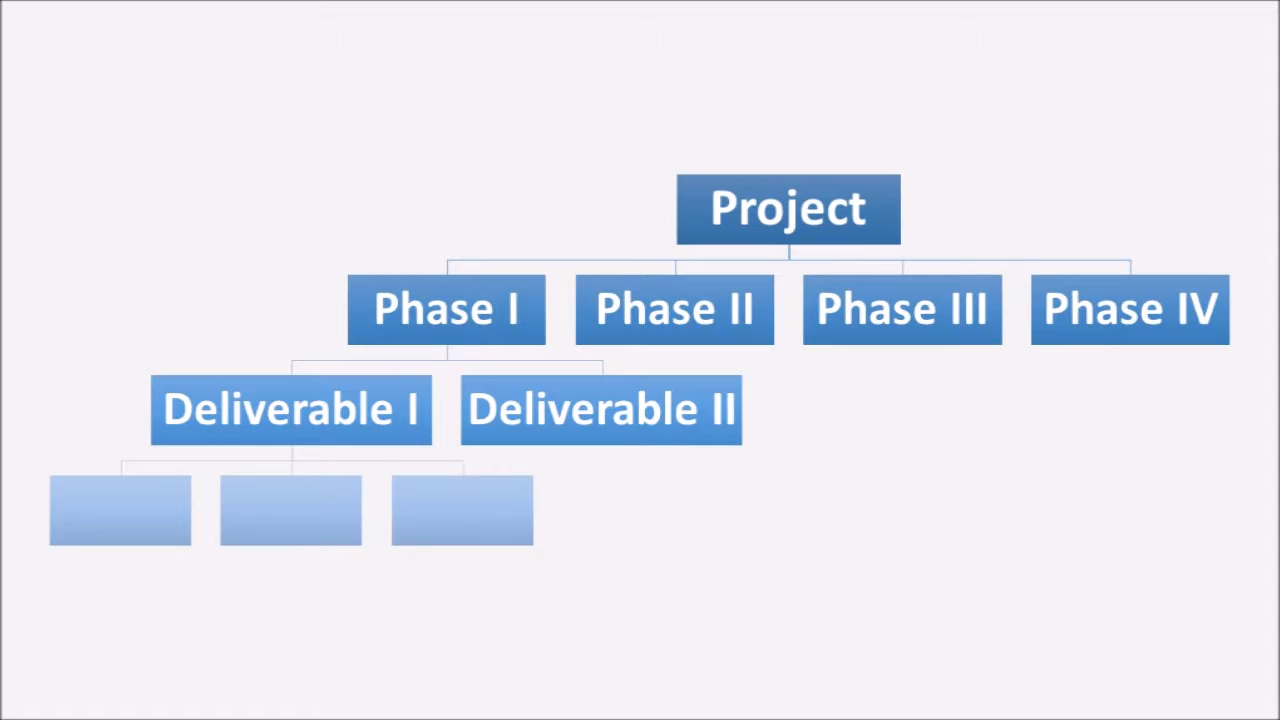 Project
Phase I
Phase II
Phase III
Phase IV
Deliverable I
Deliverable II